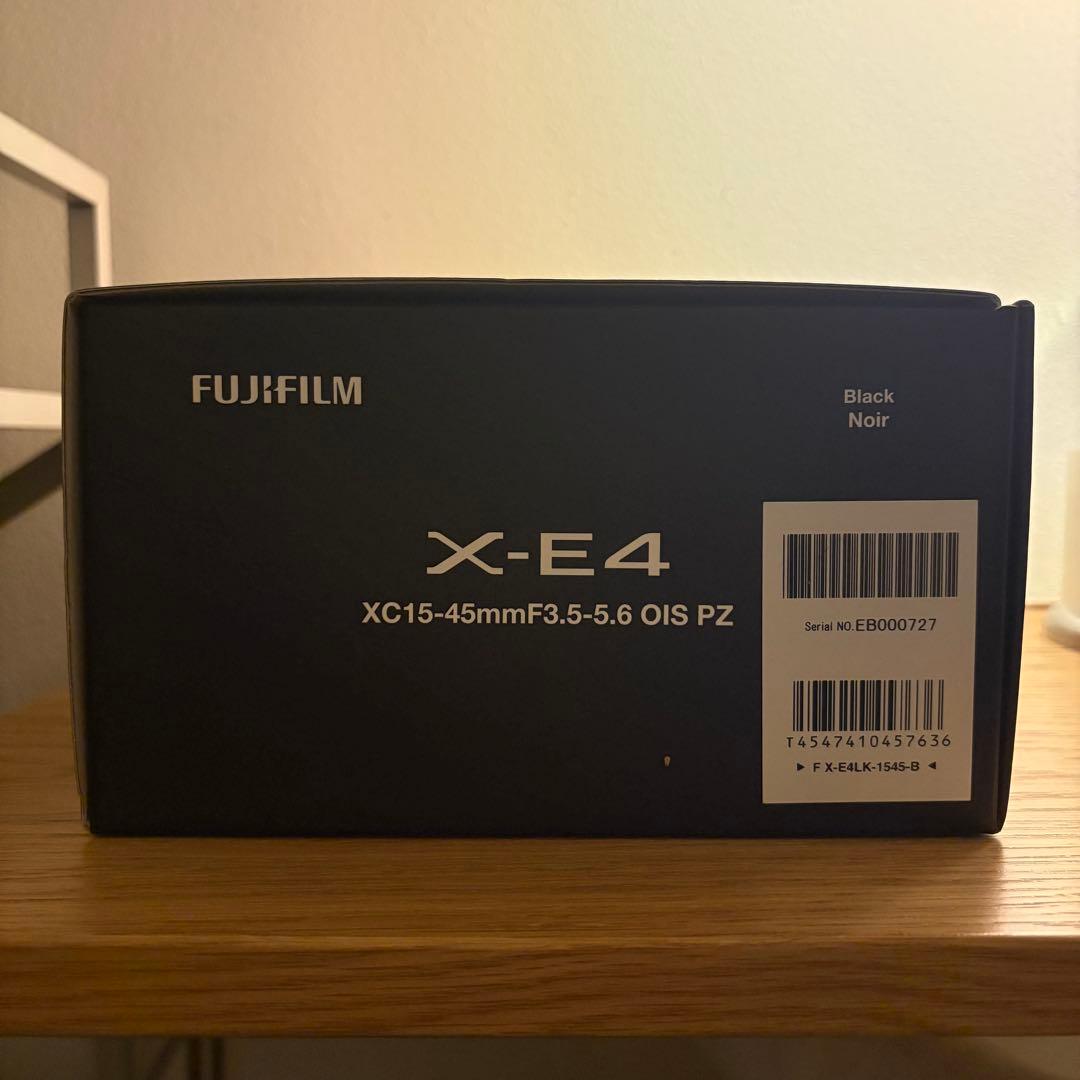 FUJIFILM
Black
Noir
X-E4
XC15-45mmF3.5-5.6 OIS PZ
Serial NO.EB000727
T4547410457636
► F X-E4LK-1545-B ◄